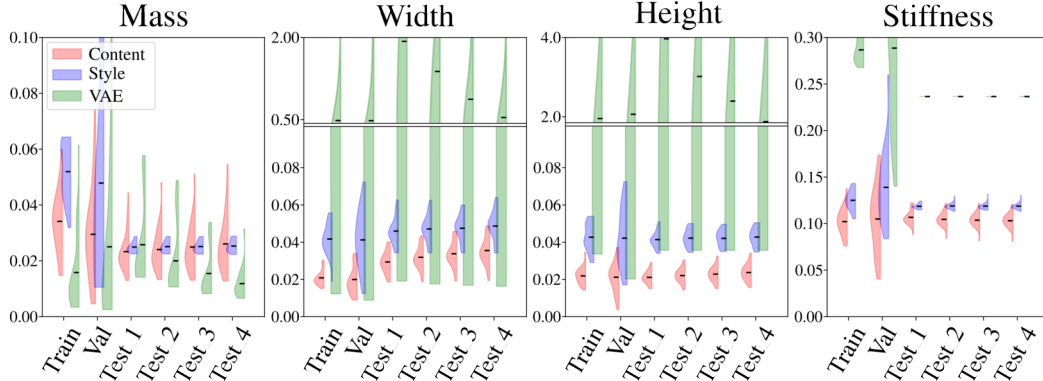 Mass
Width
Height
Stiffness
0.10
0.08
0.06
0.04
0.02
0.00
Content
Style
VAE
Train
Val
Test 1
Test 2
Test 3
Test 4
2.00
0.50
0.08
0.06
0.04
0.02
0.00
Train
Val
Test 1
Test 2
Test 3
Test 4
4.0
2.0
0.08
0.06
0.04
0.02
0.00
Train
Val
Test 1
Test 2
Test 3
Test 4
0.30
0.25
0.20
0.15
0.10
0.05
0.00
Train
Val
Test 1
Test 2
Test 3
Test 4